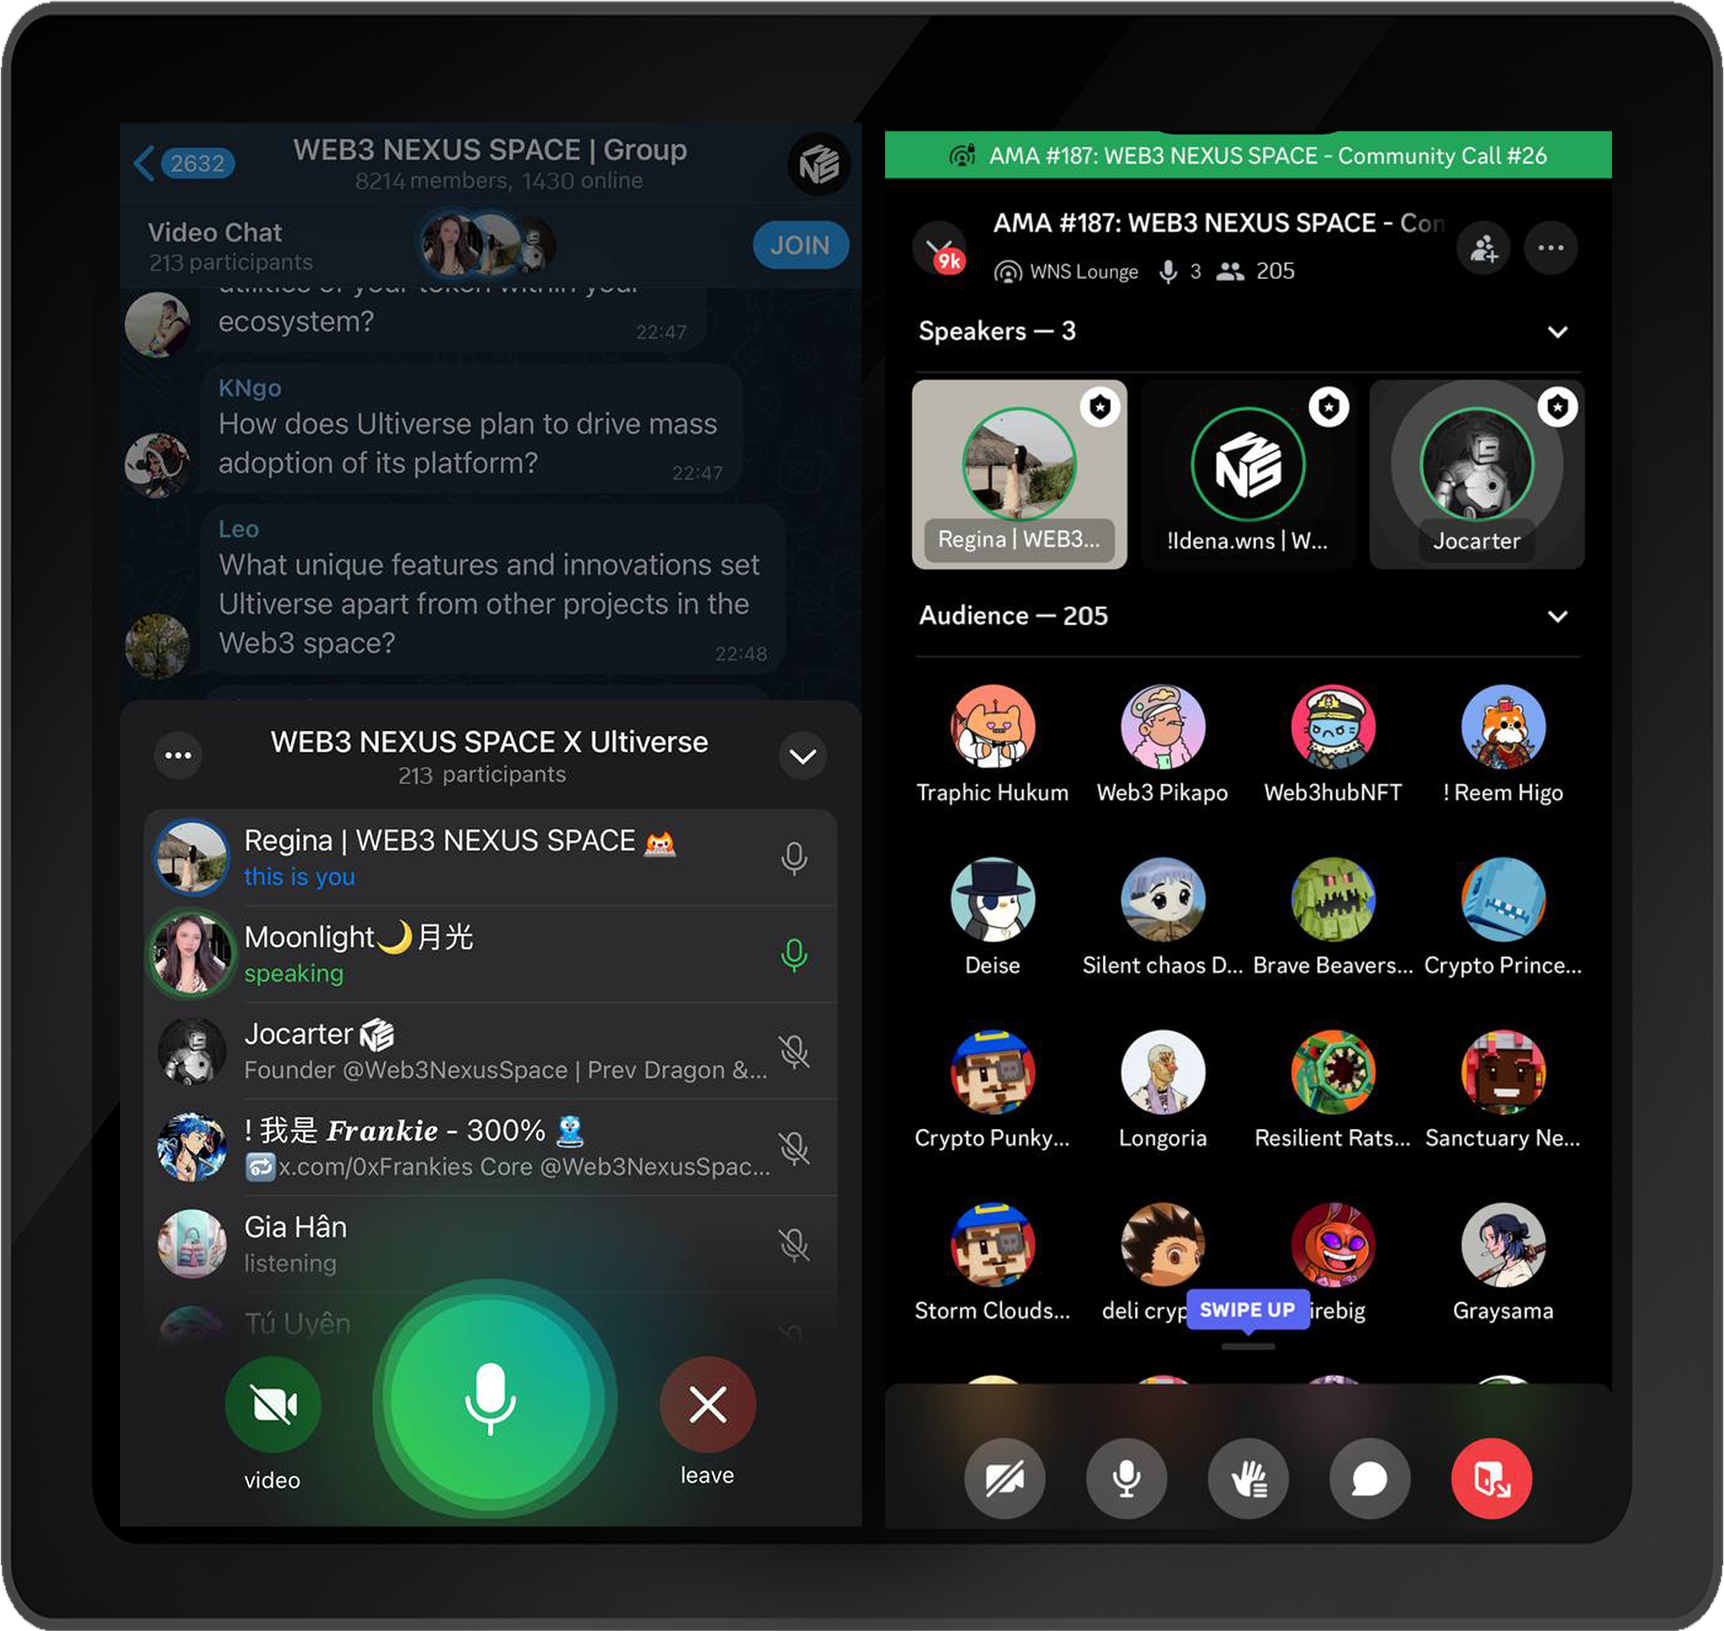 2632
WEB3 NEXUS SPACE | Group
8214 members, 1430 online
Video Chat
213 participants
JOIN
utilities of your token within your
ecosystem?
22:47
KNgo
How does Ultiverse plan to drive mass
adoption of its platform?
22:47
Leo
What unique features and innovations set
Ultiverse apart from other projects in the
Web3 space?
22:48
WEB3 NEXUS SPACE X Ultiverse
213 participants
Regina | WEB3 NEXUS SPACE
this is you
Moonlight🌙月光
speaking
Jocarter
Founder @Web3NexusSpace | Prev Dragon &...
! 我是 Frankie - 300%
x.com/0xFrankies Core @Web3NexusSpac...
Gia Hân
listening
Tú Uyên
video
leave
AMA #187: WEB3 NEXUS SPACE - Community Call #26
9k
AMA #187: WEB3 NEXUS SPACE - Com
WNS Lounge 3 205
Speakers — 3
Regina | WEB3...
!Idena.wns | W...
Jocarter
Audience — 205
Traphic Hukum
Web3 Pikapo
Web3hubNFT
! Reem Higo
Deise
Silent chaos D...
Brave Beavers...
Crypto Prince...
Crypto Punky...
Longoria
Resilient Rats...
Sanctuary Ne...
Storm Clouds...
deli cryp
SWIPE UP
irebig
Graysama